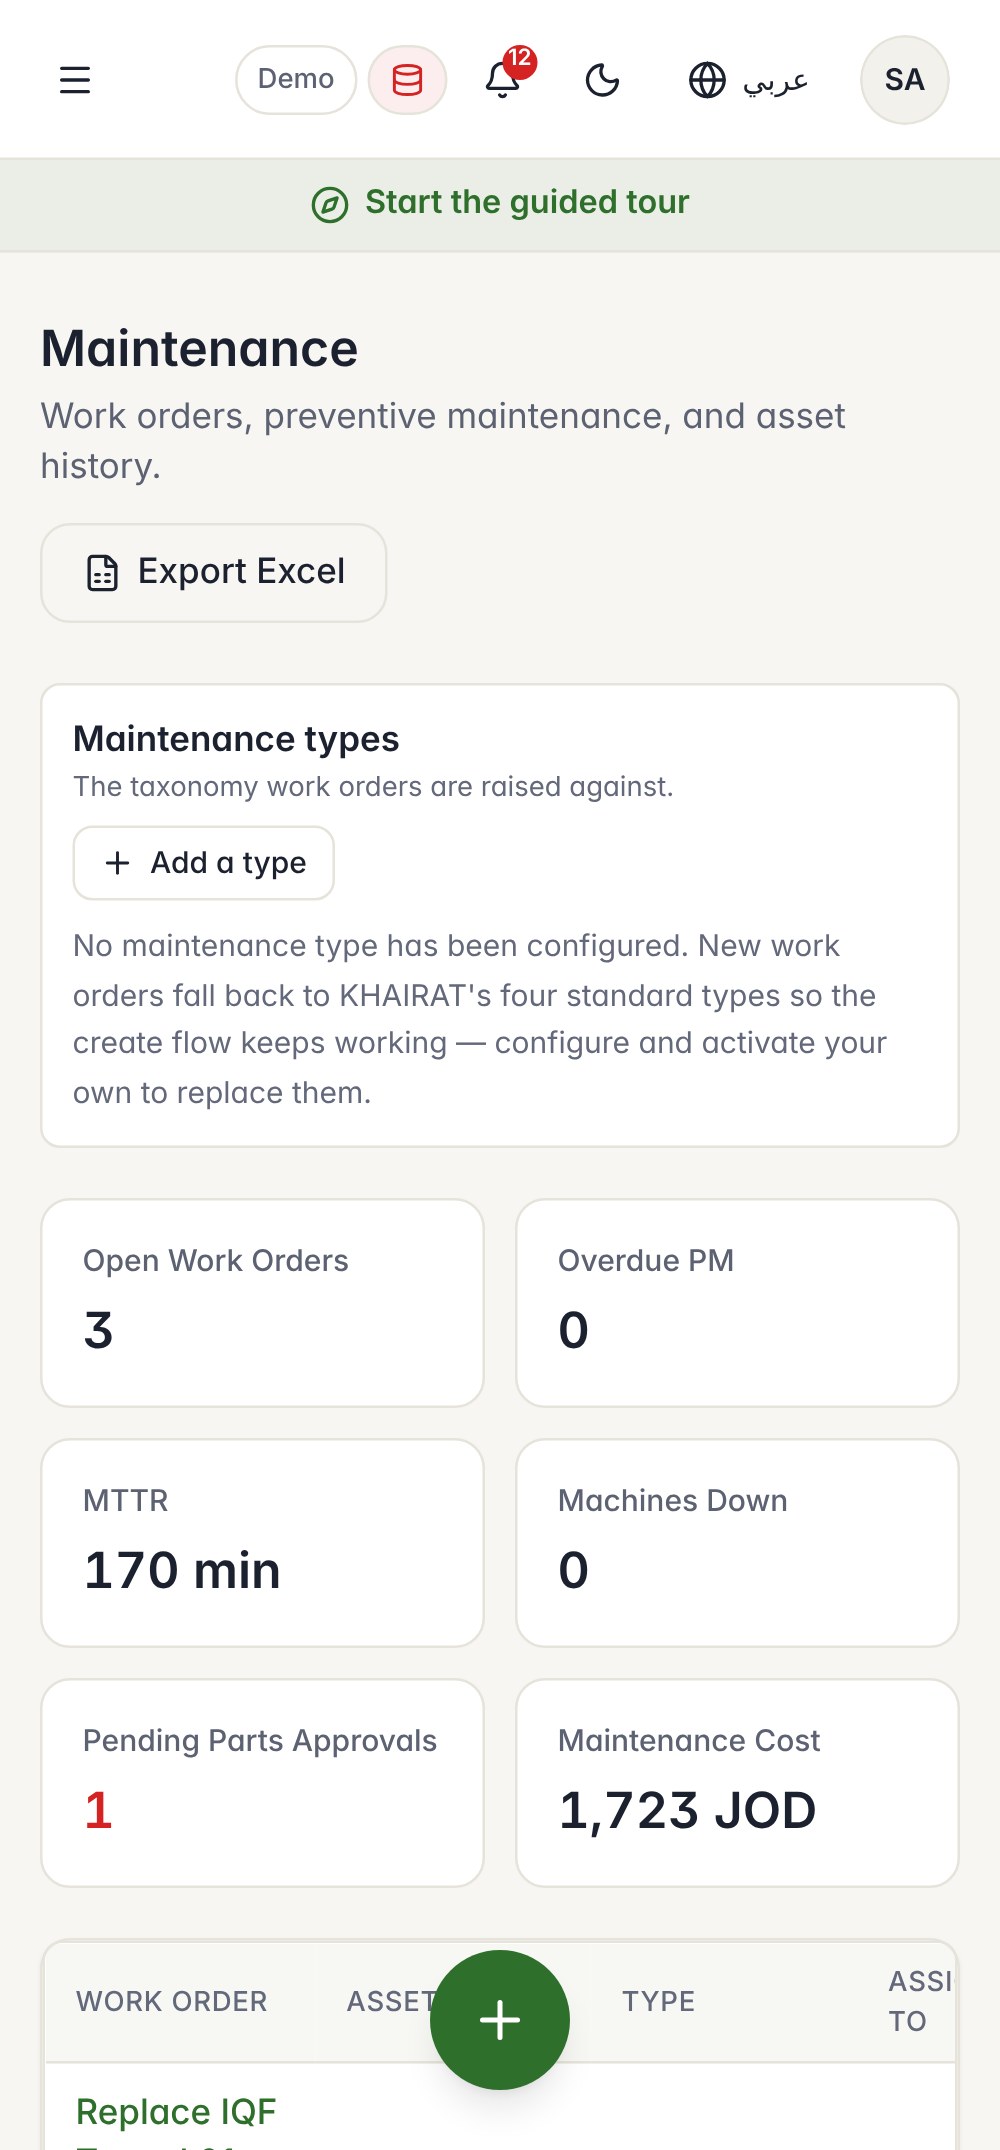 Demo
12
عربي
SA
Start the guided tour
Maintenance
Work orders, preventive maintenance, and asset
history.
Export Excel
Maintenance types
The taxonomy work orders are raised against.
Add a type
No maintenance type has been configured. New work
orders fall back to KHAIRAT's four standard types so the
create flow keeps working — configure and activate your
own to replace them.
Open Work Orders
3
Overdue PM
0
MTTR
170 min
Machines Down
0
Pending Parts Approvals
1
Maintenance Cost
1,723 JOD
WORK ORDER
ASSET
TYPE
TO
Replace IQF